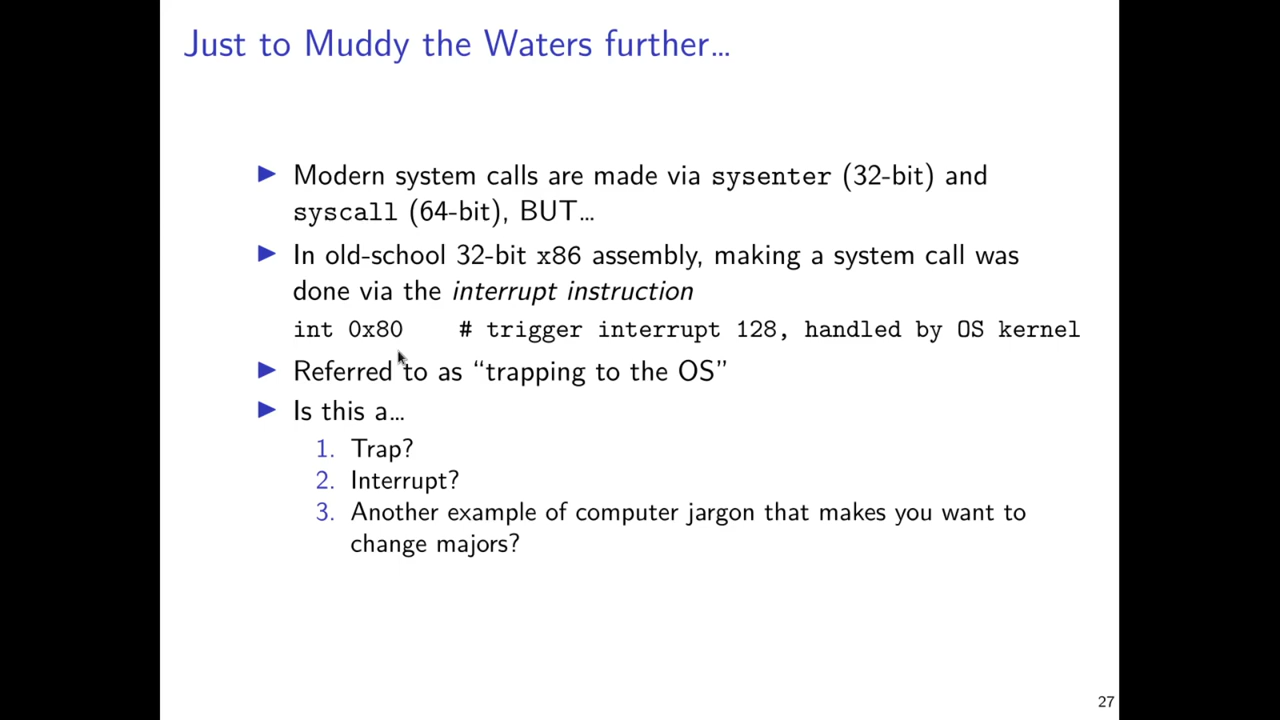 Just to Muddy the Waters further…
▶ Modern system calls are made via sysenter (32-bit) and
syscall (64-bit), BUT…
▶ In old-school 32-bit x86 assembly, making a system call was
done via the interrupt instruction
int 0x80    # trigger interrupt 128, handled by OS kernel
▶ Referred to as “trapping to the OS”
▶ Is this a…
1. Trap?
2. Interrupt?
3. Another example of computer jargon that makes you want to
change majors?
27